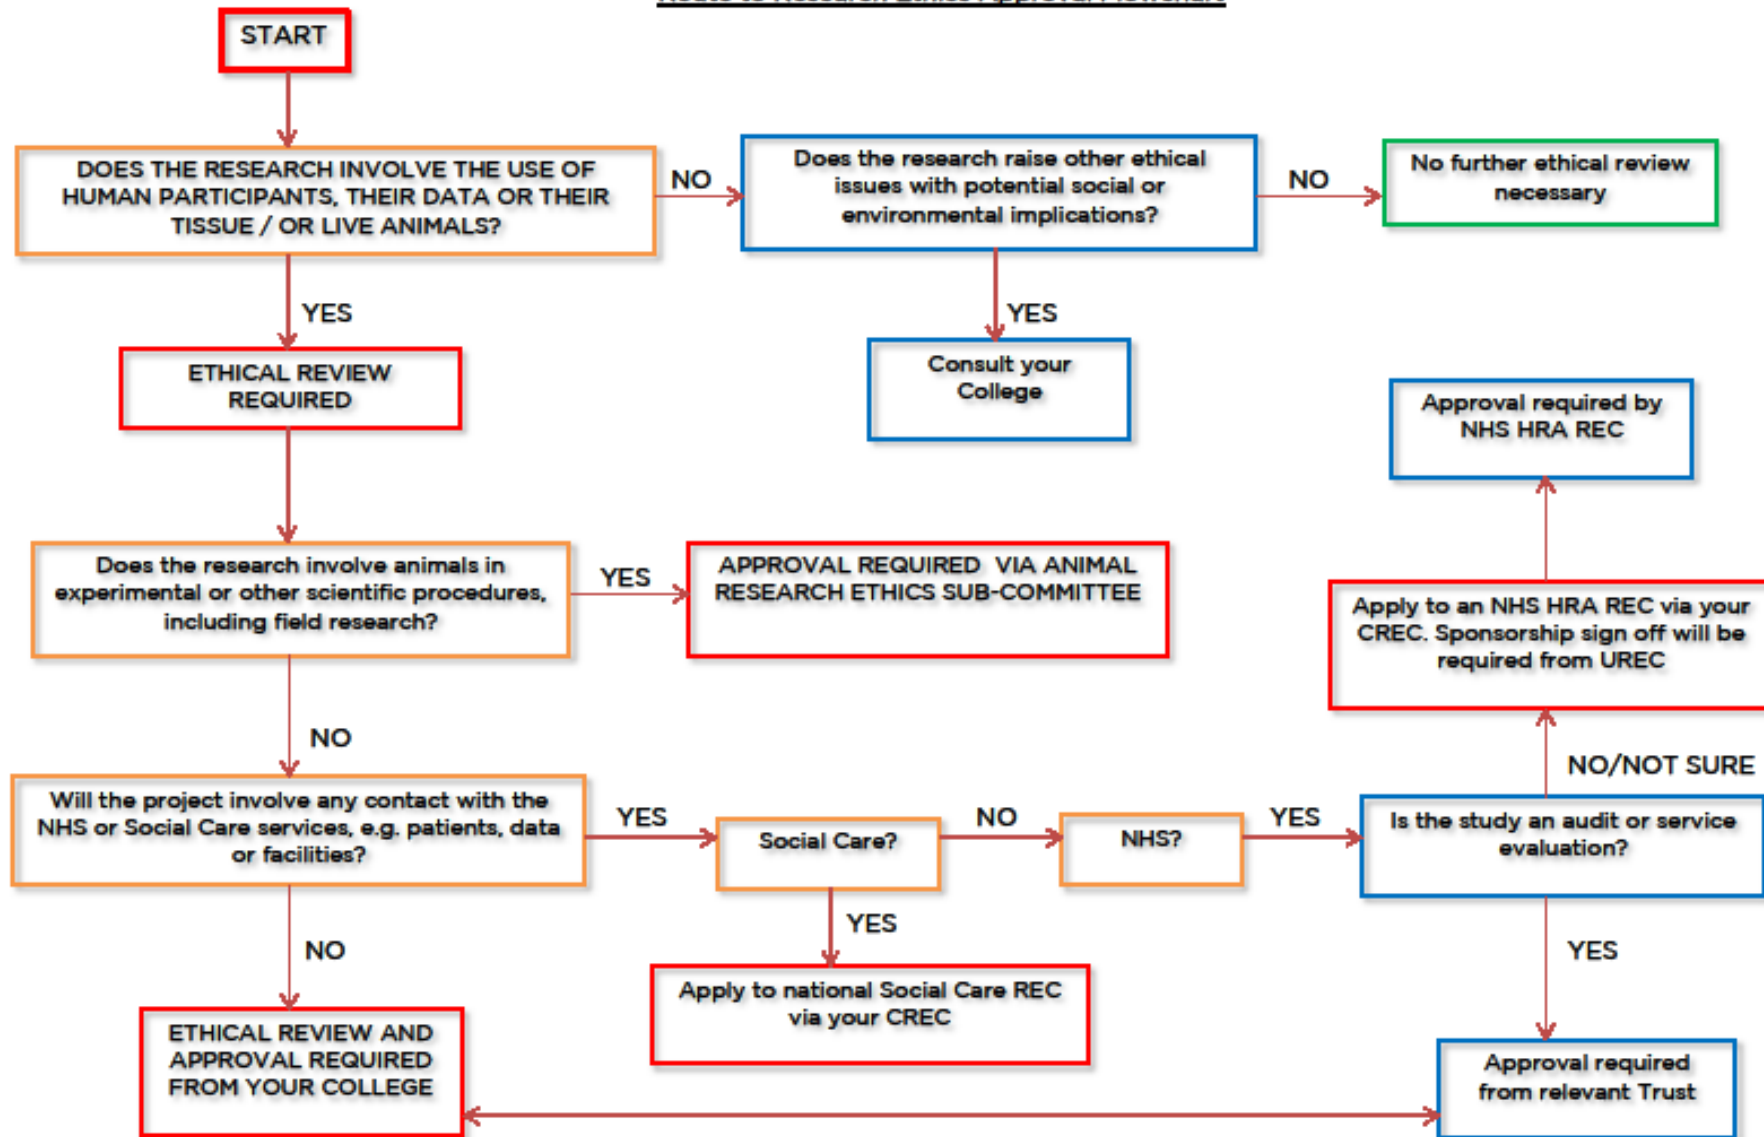 START
DOES THE RESEARCH INVOLVE THE USE OF
HUMAN PARTICIPANTS, THEIR DATA OR THEIR
TISSUE / OR LIVE ANIMALS?
NO
Does the research raise other ethical
issues with potential social or
environmental implications?
NO
No further ethical review
necessary
YES
YES
ETHICAL REVIEW
REQUIRED
Consult your
College
Approval required by
NHS HRA REC
Does the research involve animals in
experimental or other scientific procedures,
including field research?
YES
APPROVAL REQUIRED VIA ANIMAL
RESEARCH ETHICS SUB-COMMITTEE
Apply to an NHS HRA REC via your
CREC. Sponsorship sign off will be
required from UREC
NO
NO/NOT SURE
Will the project involve any contact with the
NHS or Social Care services, e.g. patients, data
or facilities?
YES
Social Care?
NO
NHS?
YES
Is the study an audit or service
evaluation?
NO
YES
YES
Apply to national Social Care REC
via your CREC
ETHICAL REVIEW AND
APPROVAL REQUIRED
FROM YOUR COLLEGE
Approval required
from relevant Trust